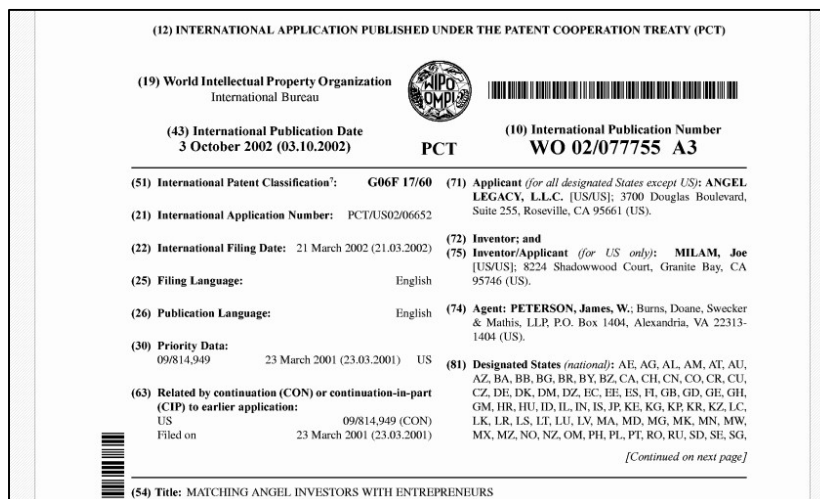 (12) INTERNATIONAL APPLICATION PUBLISHED UNDER THE PATENT COOPERATION TREATY (PCT)
(19) World Intellectual Property Organization
International Bureau
WIPO
OMPI
(43) International Publication Date
3 October 2002 (03.10.2002)
PCT
(10) International Publication Number
WO 02/077755 A3
(51) International Patent Classification7: G06F 17/60
(21) International Application Number: PCT/US02/06652
(22) International Filing Date: 21 March 2002 (21.03.2002)
(25) Filing Language: English
(26) Publication Language: English
(30) Priority Data:
09/814,949 23 March 2001 (23.03.2001) US
(63) Related by continuation (CON) or continuation-in-part
(CIP) to earlier application:
US 09/814,949 (CON)
Filed on 23 March 2001 (23.03.2001)
(71) Applicant (for all designated States except US): ANGEL
LEGACY, L.L.C. [US/US]; 3700 Douglas Boulevard,
Suite 255, Roseville, CA 95661 (US).
(72) Inventor; and
(75) Inventor/Applicant (for US only): MILAM, Joe
[US/US]; 8224 Shadowwood Court, Granite Bay, CA
95746 (US).
(74) Agent: PETERSON, James, W.; Burns, Doane, Swecker
& Mathis, LLP, P.O. Box 1404, Alexandria, VA 22313-
1404 (US).
(81) Designated States (national): AE, AG, AL, AM, AT, AU,
AZ, BA, BB, BG, BR, BY, BZ, CA, CH, CN, CO, CR, CU,
CZ, DE, DK, DM, DZ, EC, EE, ES, FI, GB, GD, GE, GH,
GM, HR, HU, ID, IL, IN, IS, JP, KE, KG, KP, KR, KZ, LC,
LK, LR, LS, LT, LU, LV, MA, MD, MG, MK, MN, MW,
MX, MZ, NO, NZ, OM, PH, PL, PT, RO, RU, SD, SE, SG,
[Continued on next page]
(54) Title: MATCHING ANGEL INVESTORS WITH ENTREPRENEURS